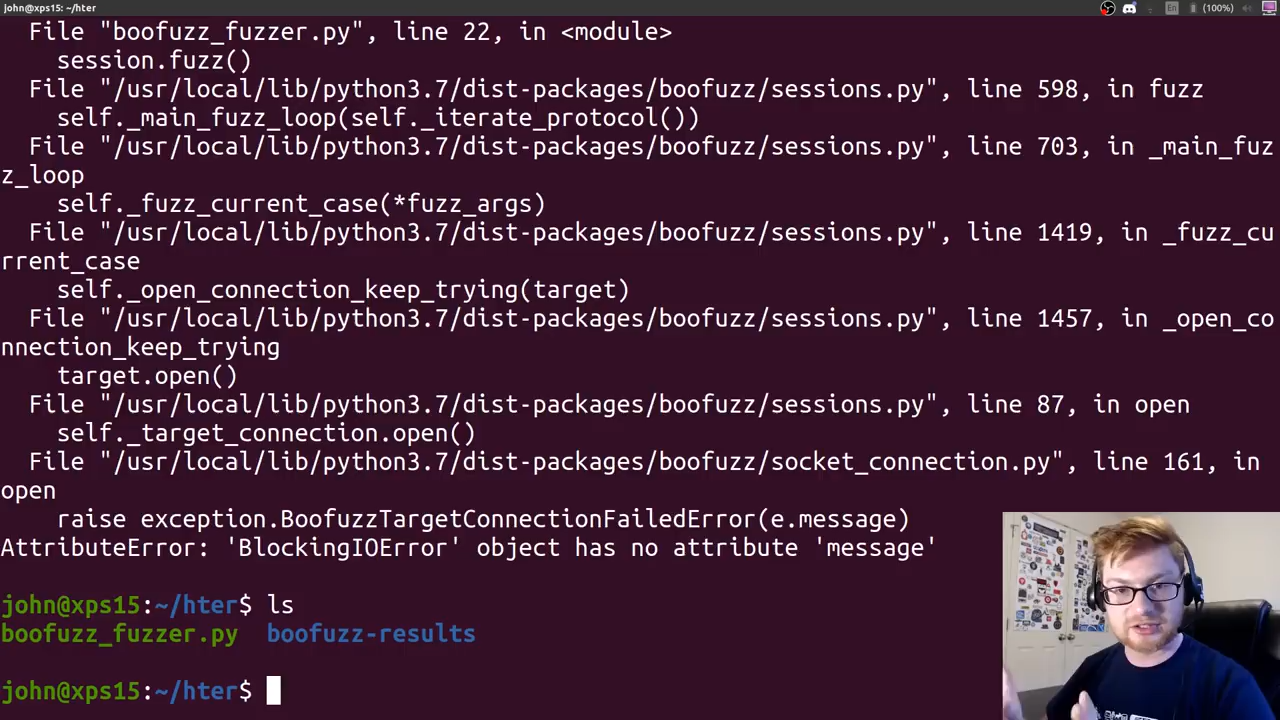 john@xps15: ~/hter
En
(100%)
File "boofuzz_fuzzer.py", line 22, in <module>
session.fuzz()
File "/usr/local/lib/python3.7/dist-packages/boofuzz/sessions.py", line 598, in fuzz
self._main_fuzz_loop(self._iterate_protocol())
File "/usr/local/lib/python3.7/dist-packages/boofuzz/sessions.py", line 703, in _main_fuz
z_loop
self._fuzz_current_case(*fuzz_args)
File "/usr/local/lib/python3.7/dist-packages/boofuzz/sessions.py", line 1419, in _fuzz_cu
rrent_case
self._open_connection_keep_trying(target)
File "/usr/local/lib/python3.7/dist-packages/boofuzz/sessions.py", line 1457, in _open_co
nnection_keep_trying
target.open()
File "/usr/local/lib/python3.7/dist-packages/boofuzz/sessions.py", line 87, in open
self._target_connection.open()
File "/usr/local/lib/python3.7/dist-packages/boofuzz/socket_connection.py", line 161, in
open
raise exception.BoofuzzTargetConnectionFailedError(e.message)
AttributeError: 'BlockingIOError' object has no attribute 'message'
john@xps15:~/hter$ ls
boofuzz_fuzzer.py  boofuzz-results
john@xps15:~/hter$